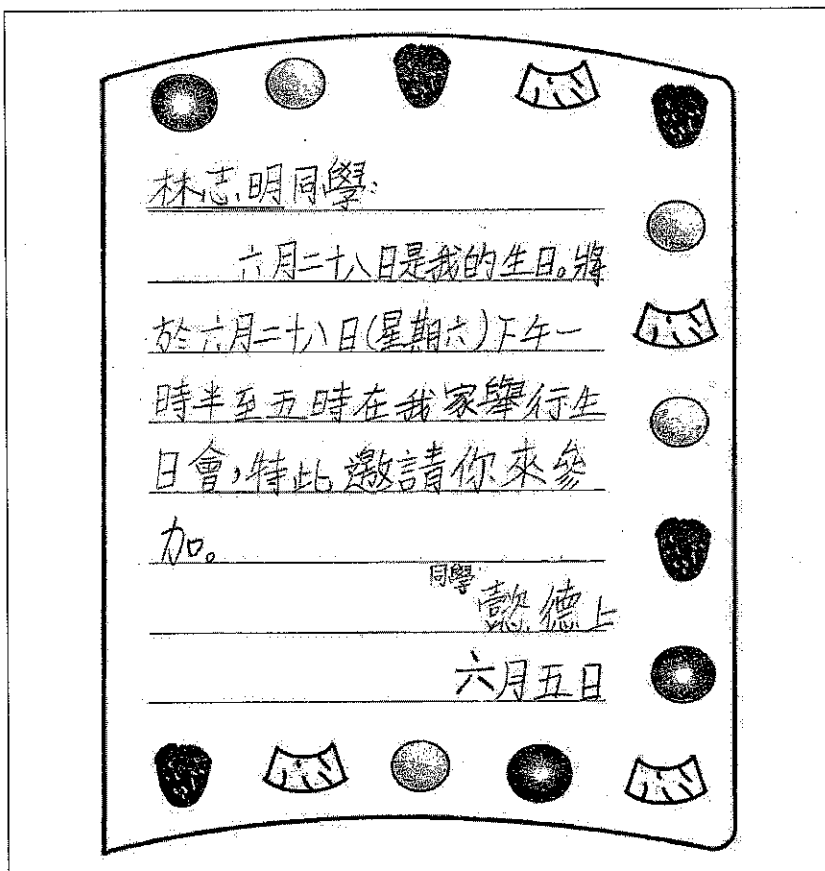 林志明同學：
六月二十八日是我的生日。將
於六月二十八日(星期六)下午一
時半至五時在我家舉行生
日會，特此邀請你來參
加。
同學
懿德上
六月五日